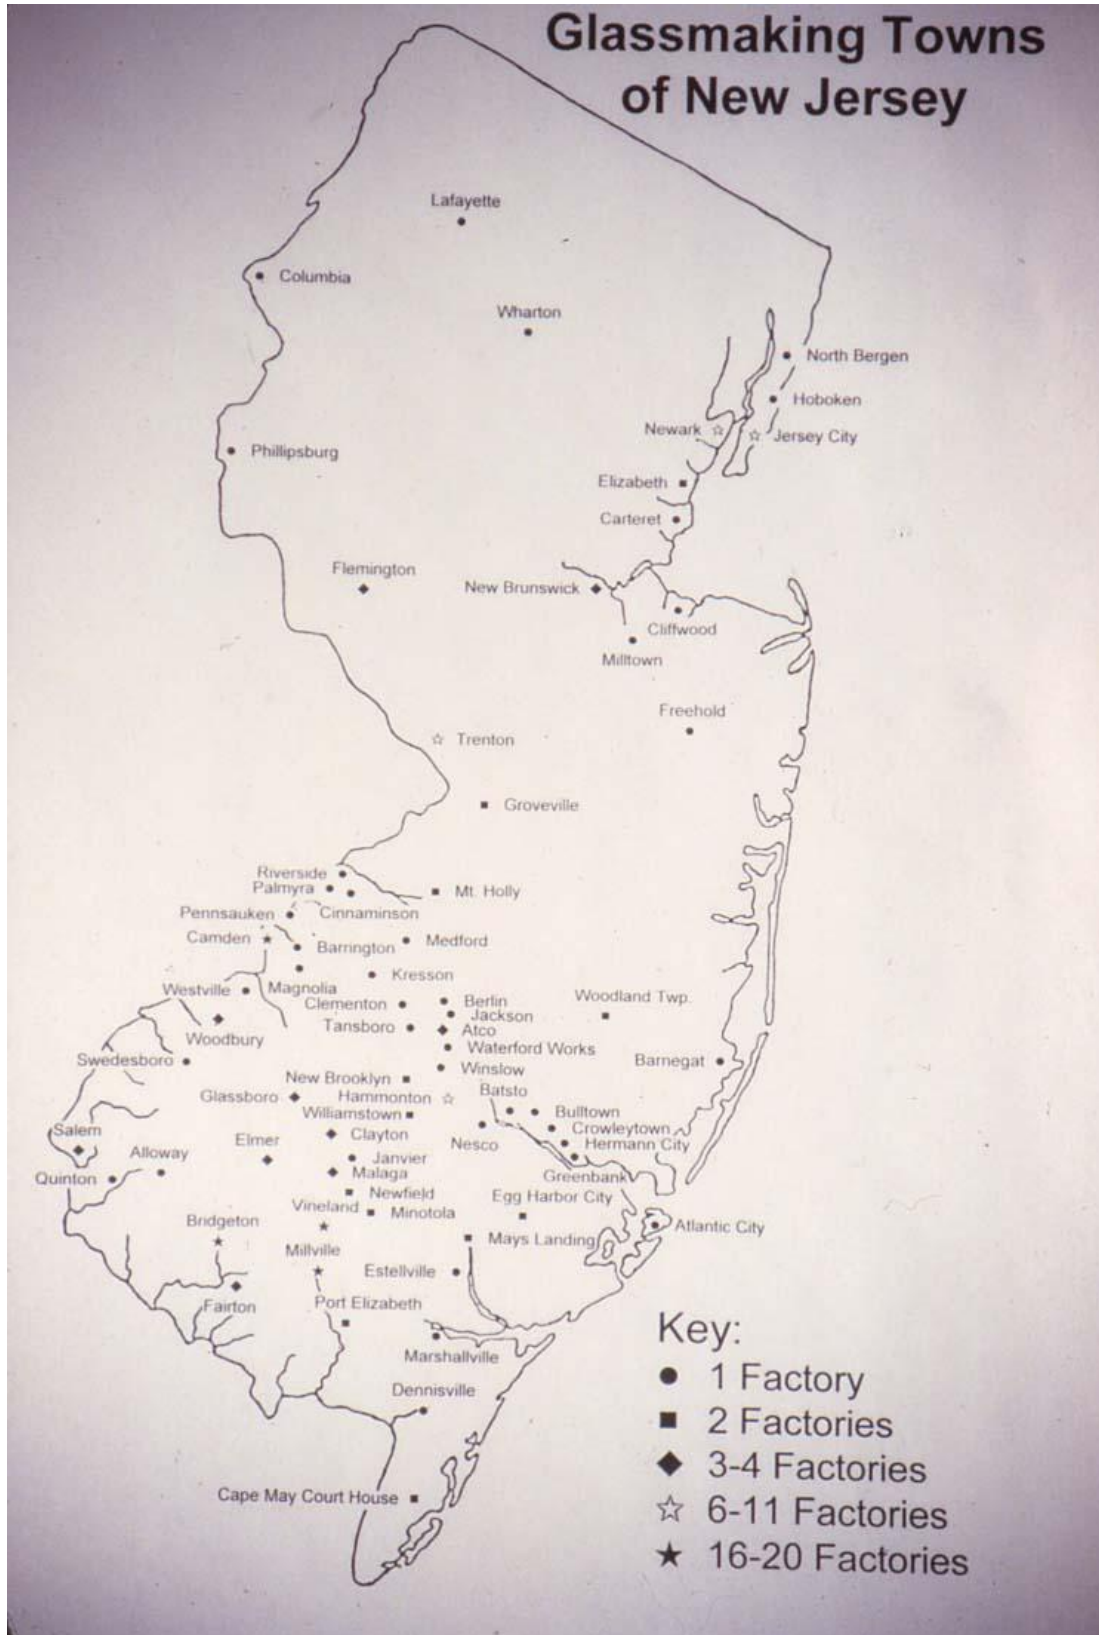 Glassmaking Towns
of New Jersey
Lafayette
Columbia
Wharton
North Bergen
Hoboken
Newark
Jersey City
Phillipsburg
Elizabeth
Carteret
Flemington
New Brunswick
Cliffwood
Milltown
Freehold
Trenton
Groveville
Riverside
Palmyra
Mt. Holly
Pennsauken
Cinnaminson
Camden
Barrington
Medford
Kresson
Westville
Magnolia
Clementon
Berlin
Woodland Twp.
Jackson
Tansboro
Atco
Woodbury
Waterford Works
Swedesboro
Barnegat
Winslow
New Brooklyn
Batsto
Glassboro
Hammonton
Williamstown
Bulltown
Crowleytown
Salem
Clayton
Elmer
Nesco
Hermann City
Alloway
Janvier
Malaga
Quinton
Greenbank
Newfield
Egg Harbor City
Vineland
Minotola
Bridgeton
Atlantic City
Mays Landing
Millville
Estellville
Fairton
Port Elizabeth
Marshallville
Dennisville
Cape May Court House
Key:
1 Factory
2 Factories
3-4 Factories
6-11 Factories
16-20 Factories